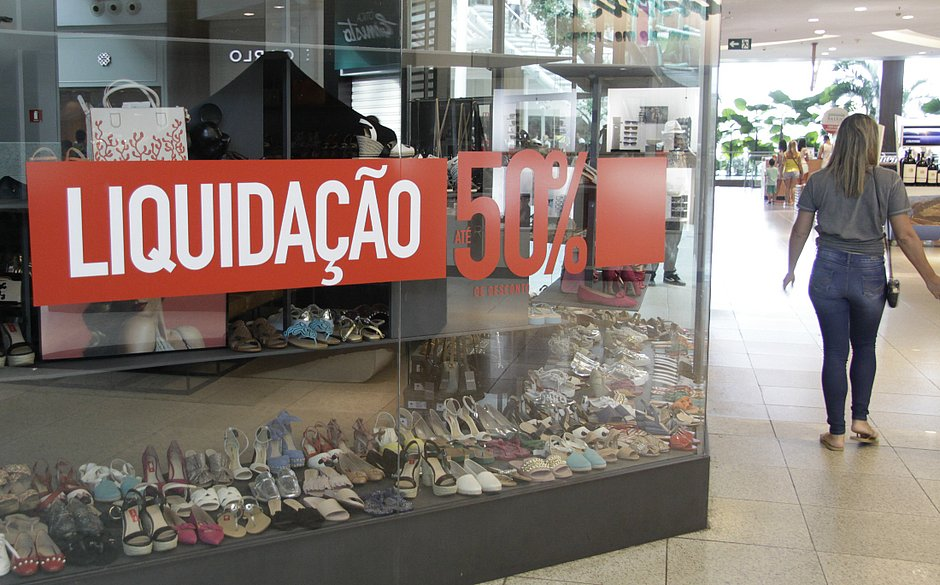 LIQUIDAÇÃO
ATÉ 50%
DE DESCONTO